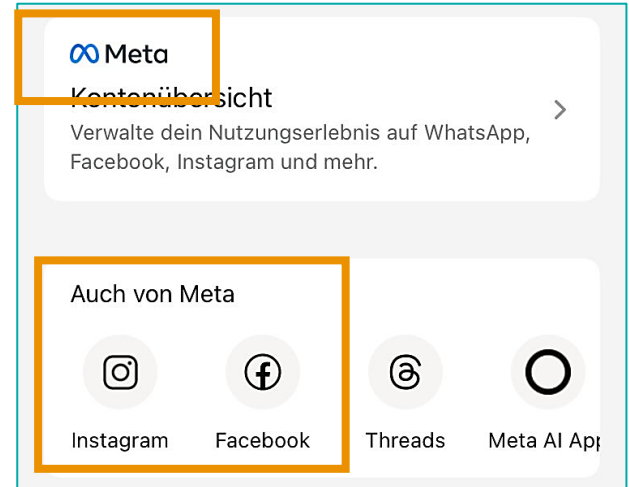 Meta
Kontenübersicht
Verwalte dein Nutzungserlebnis auf WhatsApp,
Facebook, Instagram und mehr.
Auch von Meta
Instagram Facebook Threads Meta AI App